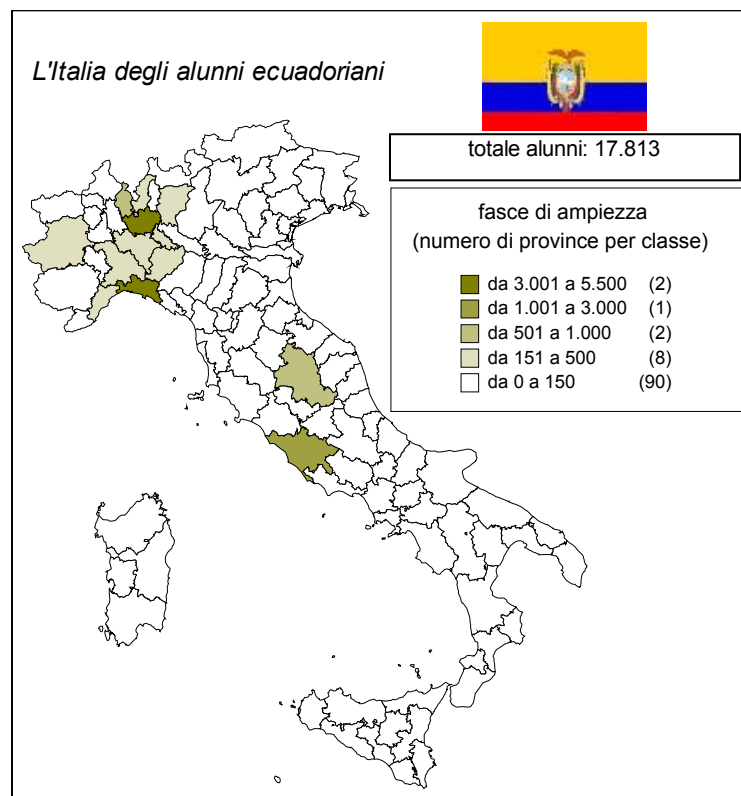 L'Italia degli alunni ecuadoriani
totale alunni: 17.813
fasce di ampiezza
(numero di province per classe)
da 3.001 a 5.500 (2)
da 1.001 a 3.000 (1)
da 501 a 1.000 (2)
da 151 a 500 (8)
da 0 a 150 (90)